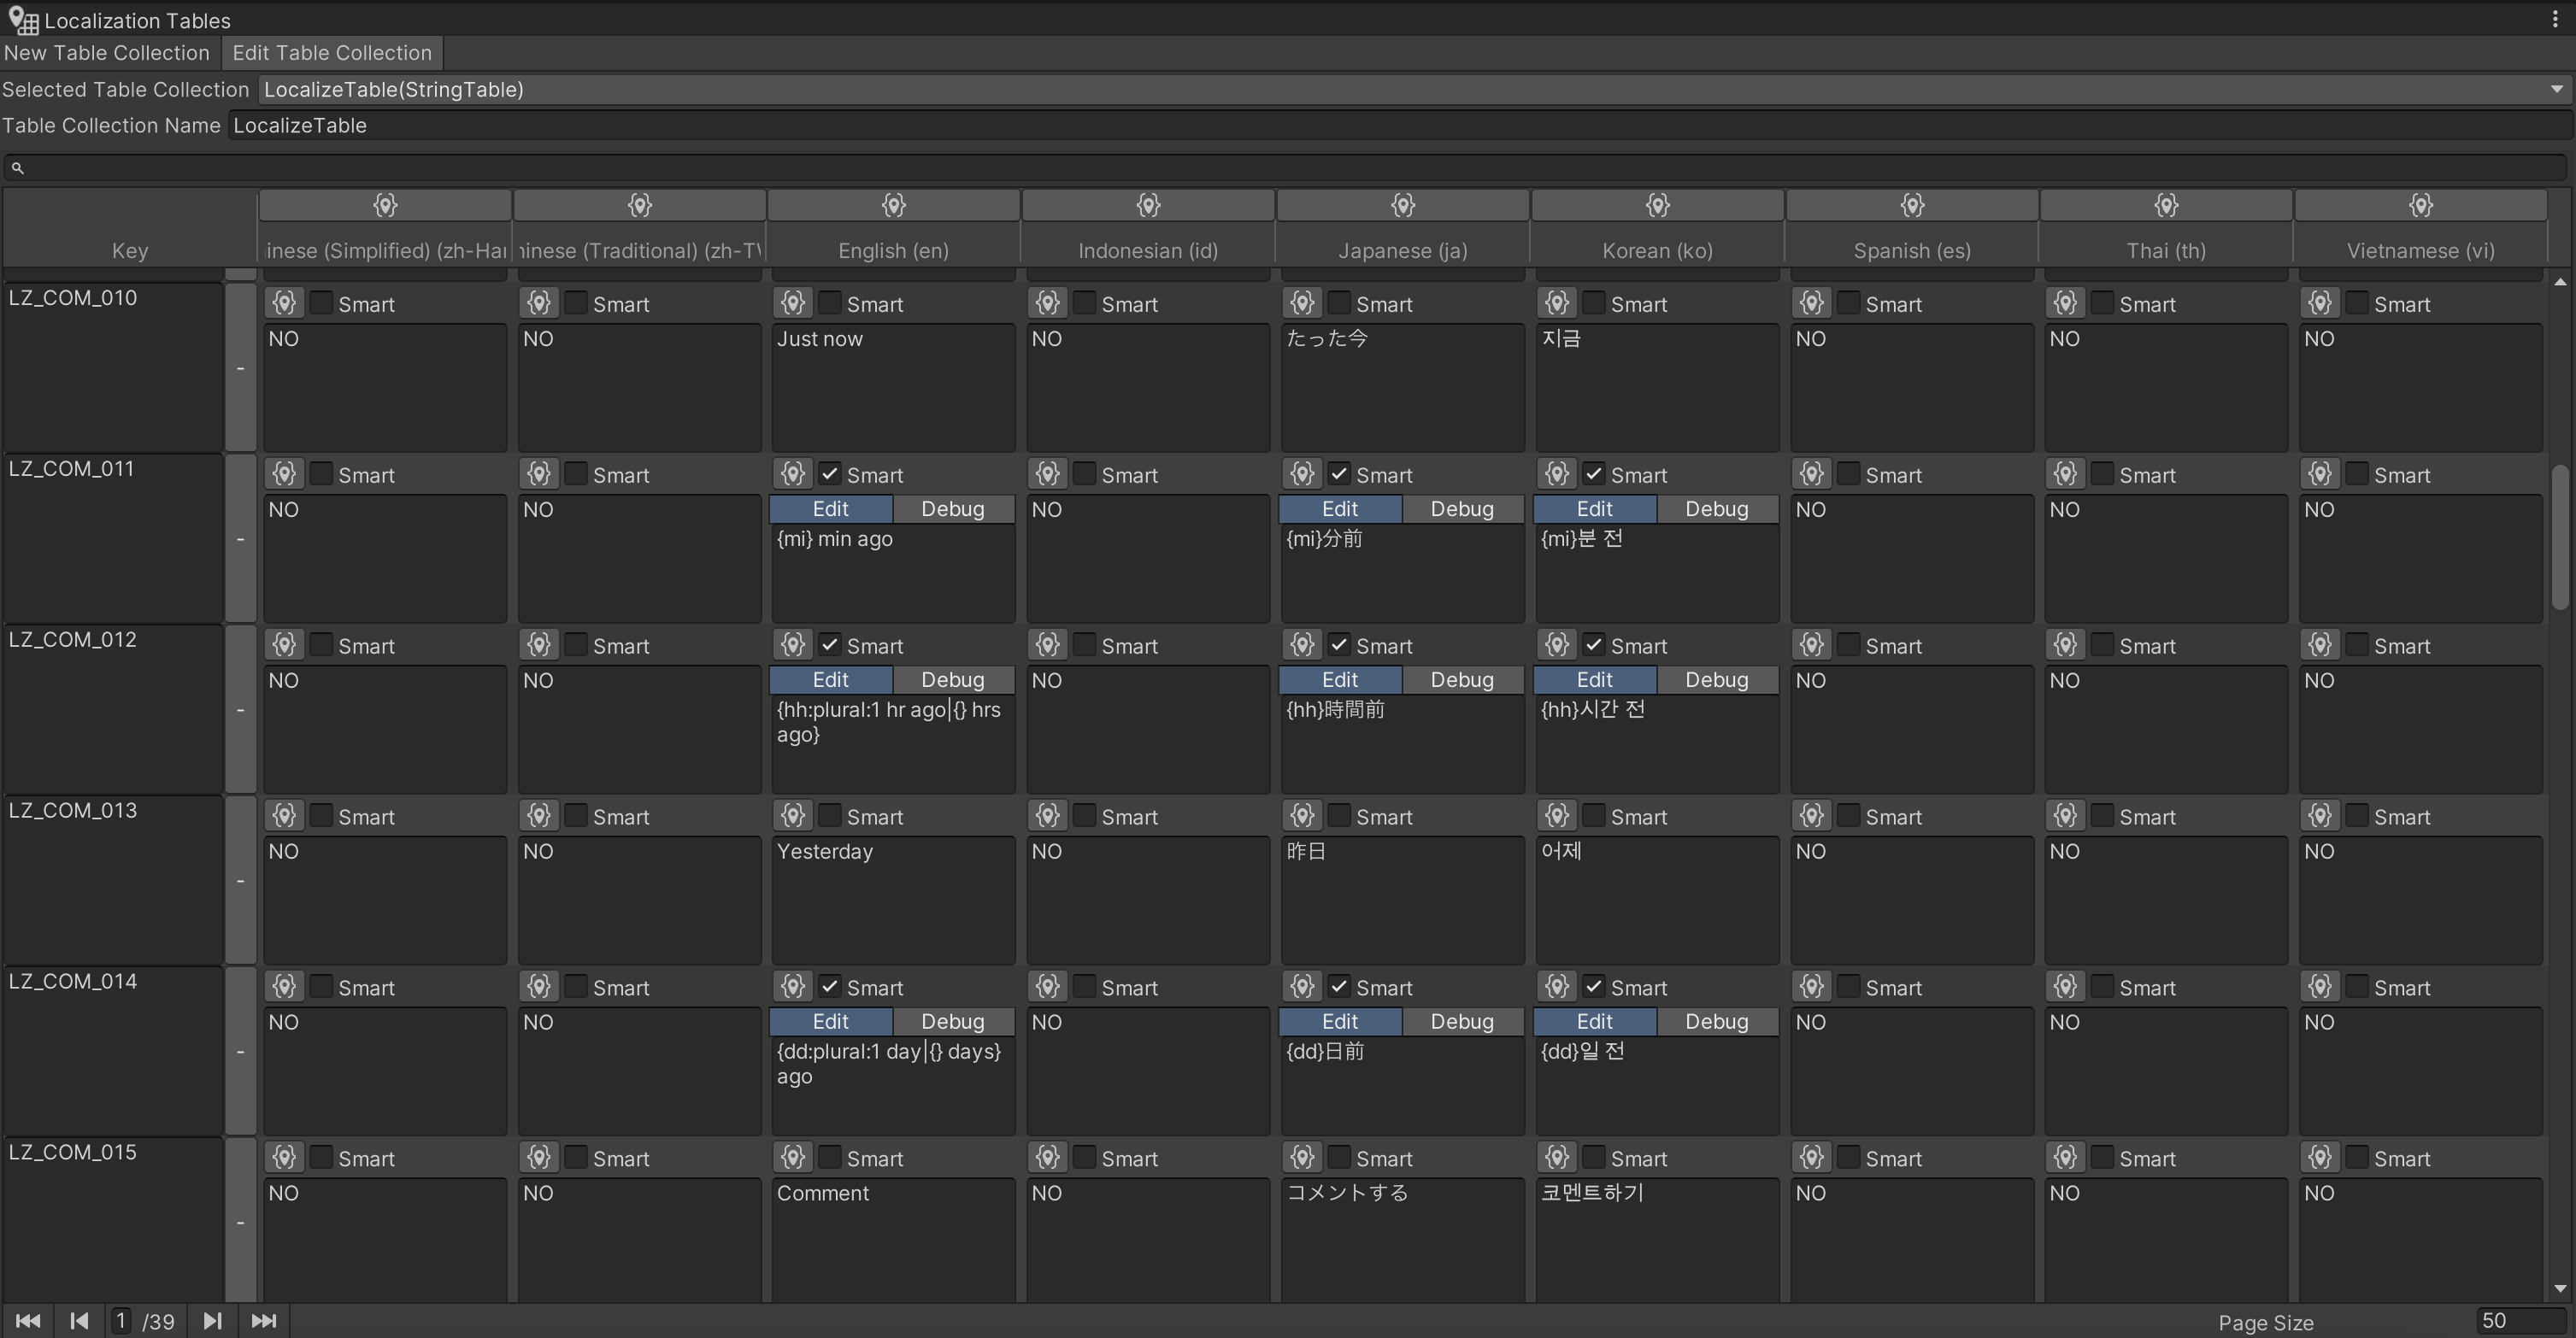 Localization Tables
New Table Collection
Edit Table Collection
Selected Table Collection
LocalizeTable(StringTable)
Table Collection Name
LocalizeTable
Key
inese (Simplified) (zh-Har
inese (Traditional) (zh-TV
English (en)
Indonesian (id)
Japanese (ja)
Korean (ko)
Spanish (es)
Thai (th)
Vietnamese (vi)
LZ_COM_010
-
Smart
Smart
Smart
Smart
Smart
Smart
Smart
Smart
Smart
NO
NO
Just now
NO
たった今
지금
NO
NO
NO
LZ_COM_011
-
Smart
Smart
Smart
Smart
Smart
Smart
Smart
Smart
Smart
NO
NO
Edit
Debug
{mi} min ago
NO
Edit
Debug
{mi}分前
Edit
Debug
{mi}분 전
NO
NO
NO
LZ_COM_012
-
Smart
Smart
Smart
Smart
Smart
Smart
Smart
Smart
Smart
NO
NO
Edit
Debug
{hh:plural:1 hr ago|{} hrs
ago}
NO
Edit
Debug
{hh}時間前
Edit
Debug
{hh}시간 전
NO
NO
NO
LZ_COM_013
-
Smart
Smart
Smart
Smart
Smart
Smart
Smart
Smart
Smart
NO
NO
Yesterday
NO
昨日
어제
NO
NO
NO
LZ_COM_014
-
Smart
Smart
Smart
Smart
Smart
Smart
Smart
Smart
Smart
NO
NO
Edit
Debug
{dd:plural:1 day|{} days}
ago
NO
Edit
Debug
{dd}日前
Edit
Debug
{dd}일 전
NO
NO
NO
LZ_COM_015
-
Smart
Smart
Smart
Smart
Smart
Smart
Smart
Smart
Smart
NO
NO
Comment
NO
コメントする
코멘트하기
NO
NO
NO
1 /39
Page Size
50